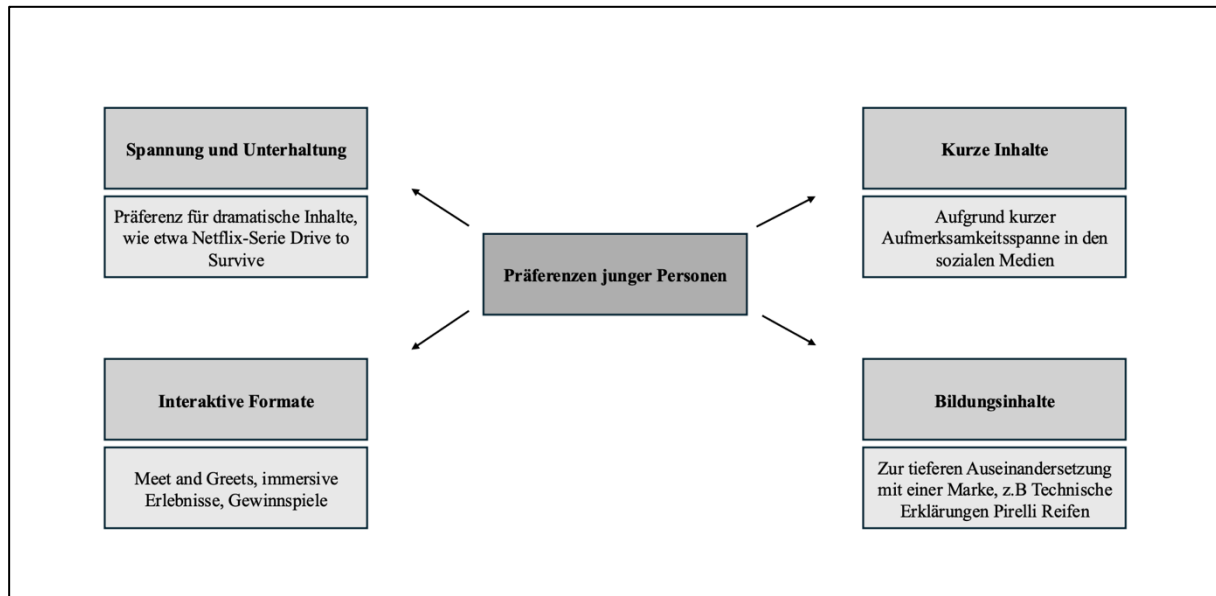 Spannung und Unterhaltung
Präferenz für dramatische Inhalte,
wie etwa Netflix-Serie Drive to
Survive
Kurze Inhalte
Aufgrund kurzer
Aufmerksamkeitsspanne in den
sozialen Medien
Präferenzen junger Personen
Interaktive Formate
Meet and Greets, immersive
Erlebnisse, Gewinnspiele
Bildungsinhalte
Zur tieferen Auseinandersetzung
mit einer Marke, z.B Technische
Erklärungen Pirelli Reifen